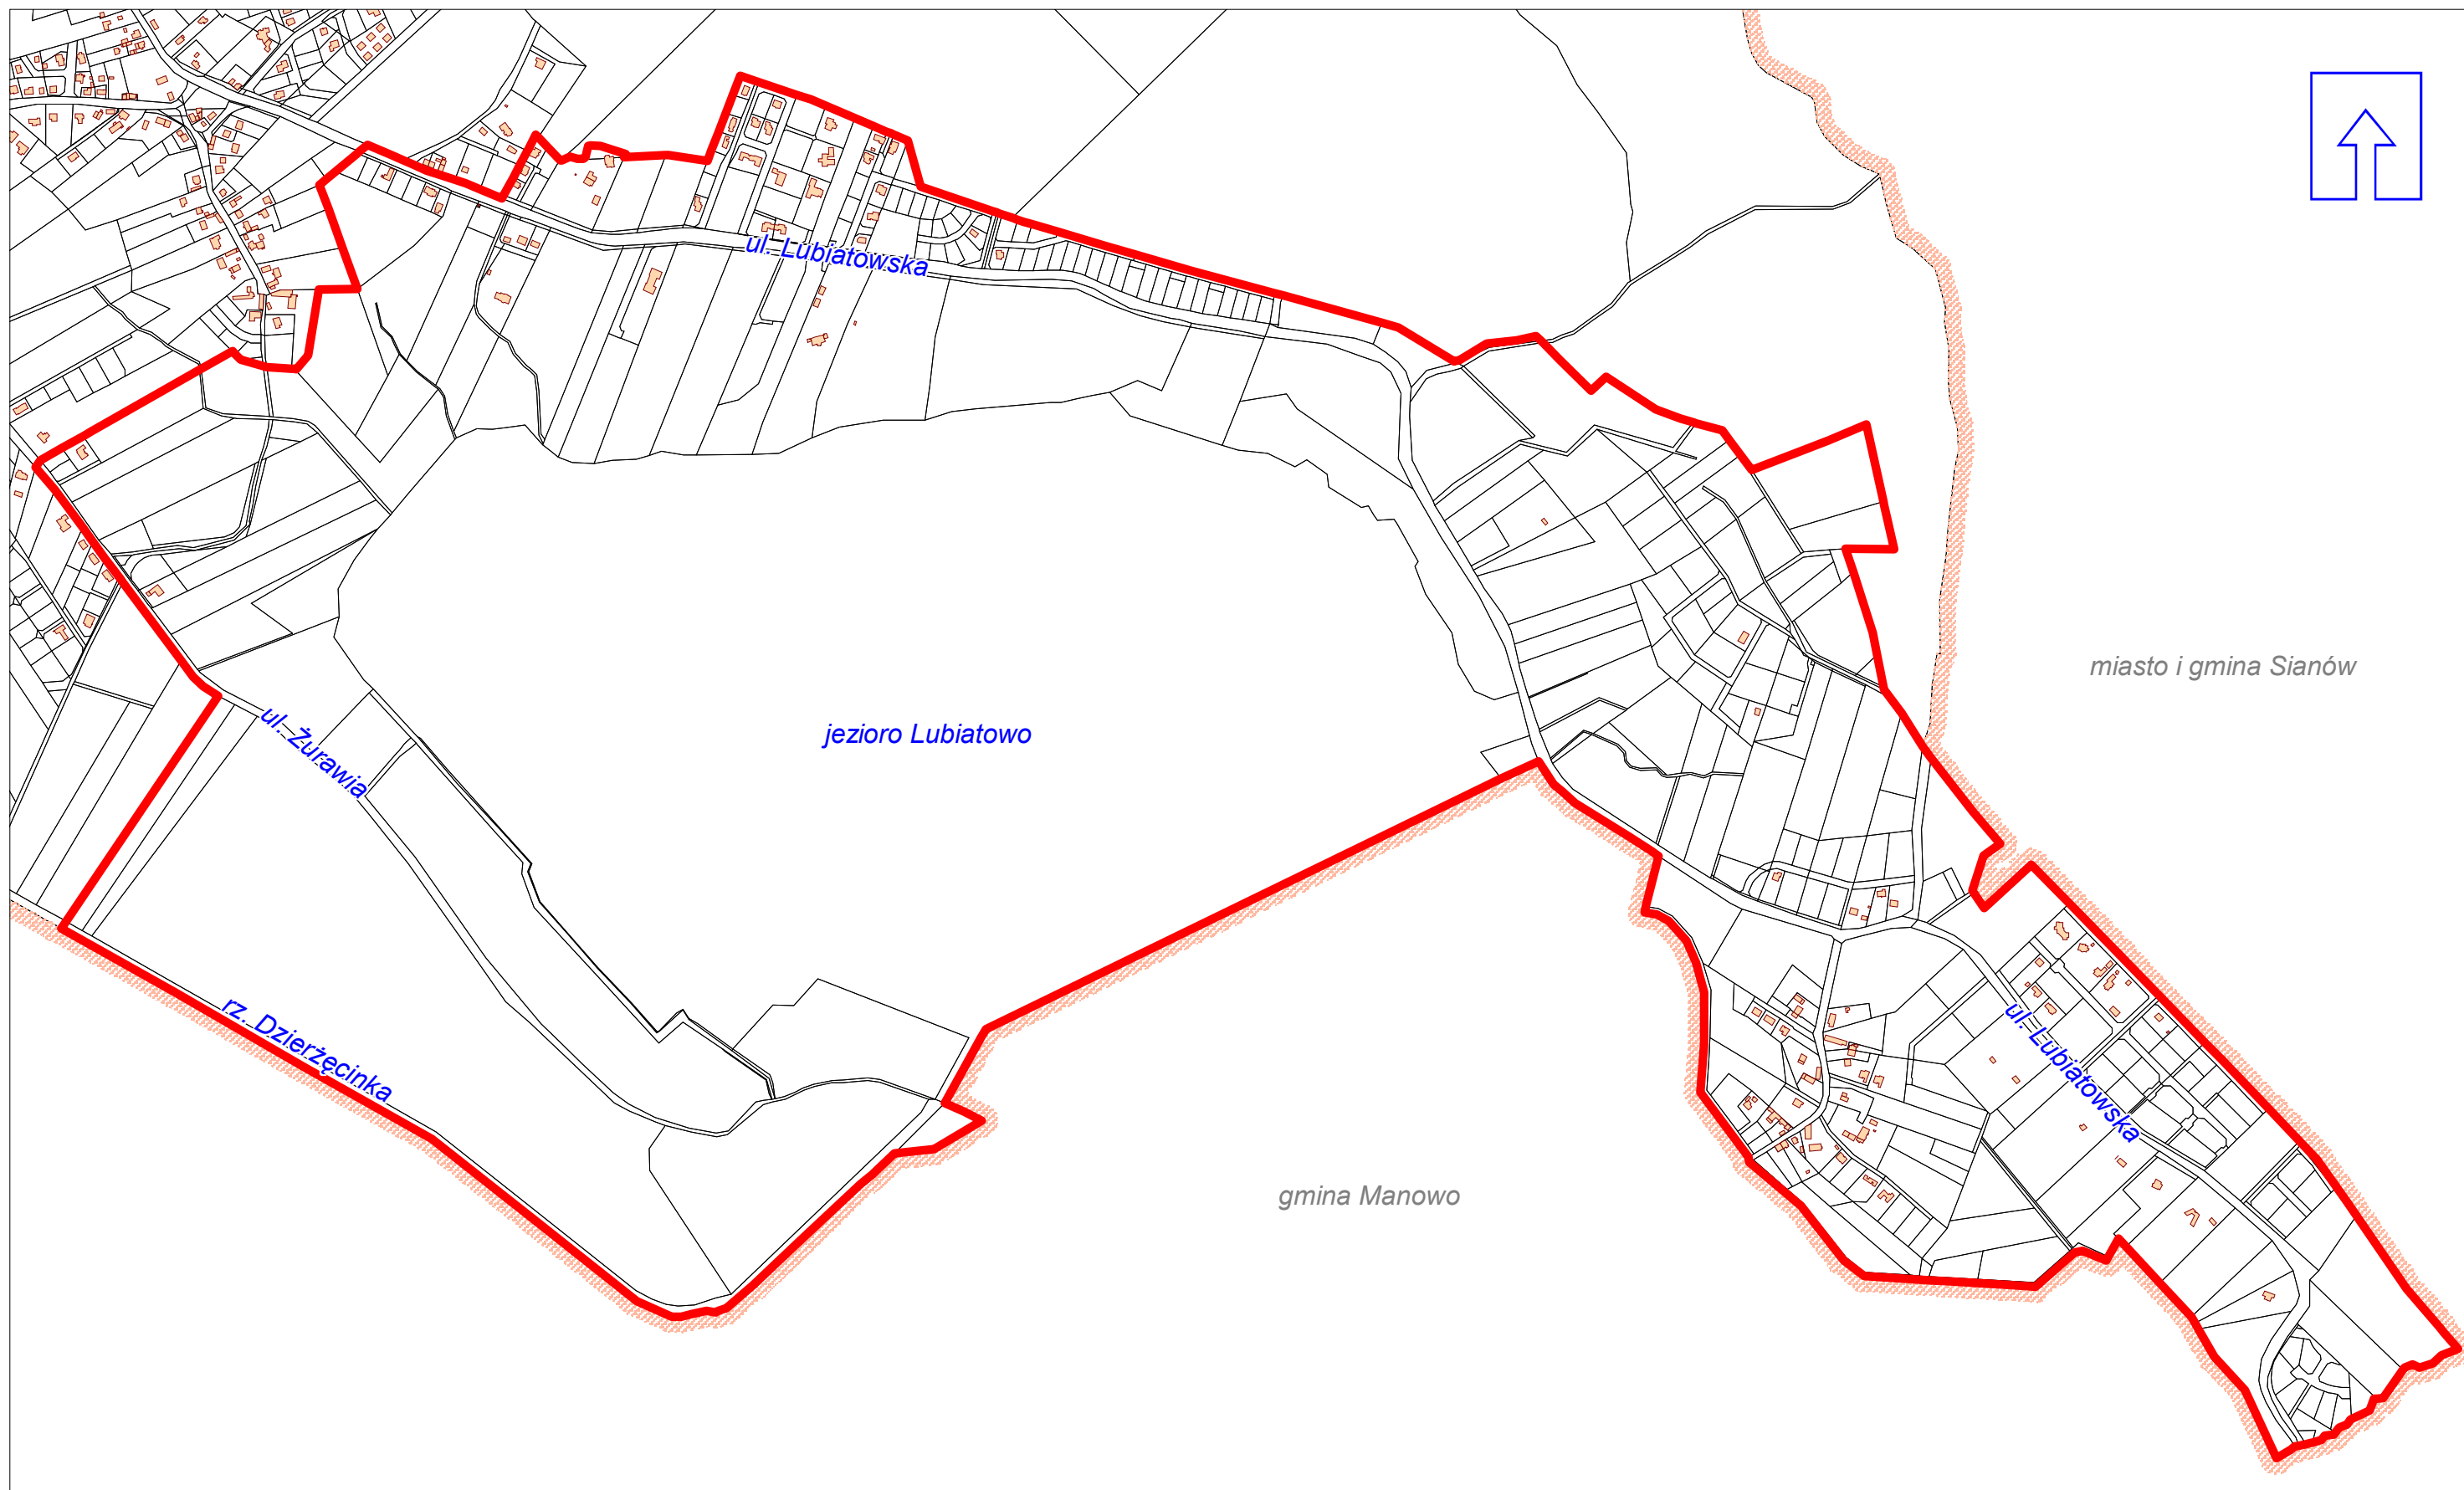 ul. Lubiatowska
miasto i gmina Sianów
ul. Żurawia
jezioro Lubiatowo
rz. Dzierżęcinka
ul. Lubiatowska
gmina Manowo